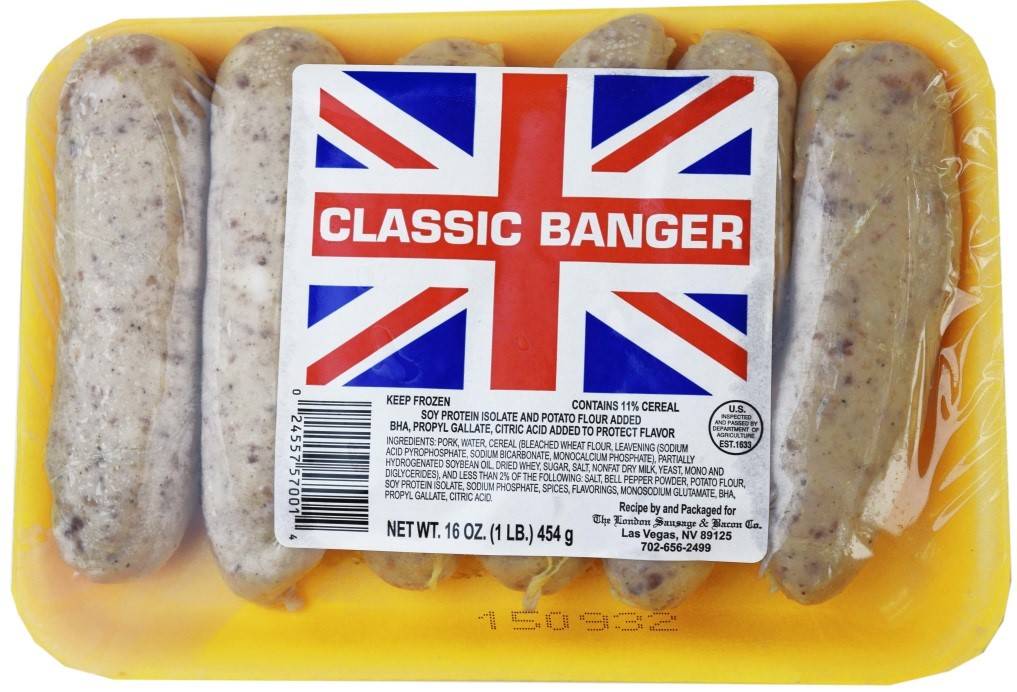 CLASSIC BANGER
KEEP FROZEN
CONTAINS 11% CEREAL
SOY PROTEIN ISOLATE AND POTATO FLOUR ADDED
BHA, PROPYL GALLATE, CITRIC ACID ADDED TO PROTECT FLAVOR
INGREDIENTS: PORK, WATER, CEREAL (BLEACHED WHEAT FLOUR, LEAVENING (SODIUM
ACID PYROPHOSPHATE, SODIUM BICARBONATE, MONOCALCIUM PHOSPHATE), PARTIALLY
HYDROGENATED SOYBEAN OIL, DRIED WHEY, SUGAR, SALT, NONFAT DRY MILK, YEAST, MONO AND
DIGLYCERIDES), AND LESS THAN 2% OF THE FOLLOWING: SALT, BELL PEPPER POWDER, POTATO FLOUR,
SOY PROTEIN ISOLATE, SODIUM PHOSPHATE, SPICES, FLAVORINGS, MONOSODIUM GLUTAMATE, BHA,
PROPYL GALLATE, CITRIC ACID.
U.S.
INSPECTED
AND PASSED BY
DEPARTMENT OF
AGRICULTURE
EST.1633
NET WT. 16 OZ. (1 LB.) 454 g
Recipe by and Packaged for
The London Sausage & Bacon Co.
Las Vegas, NV 89125
702-656-2499
0 24557 57001 4
150932